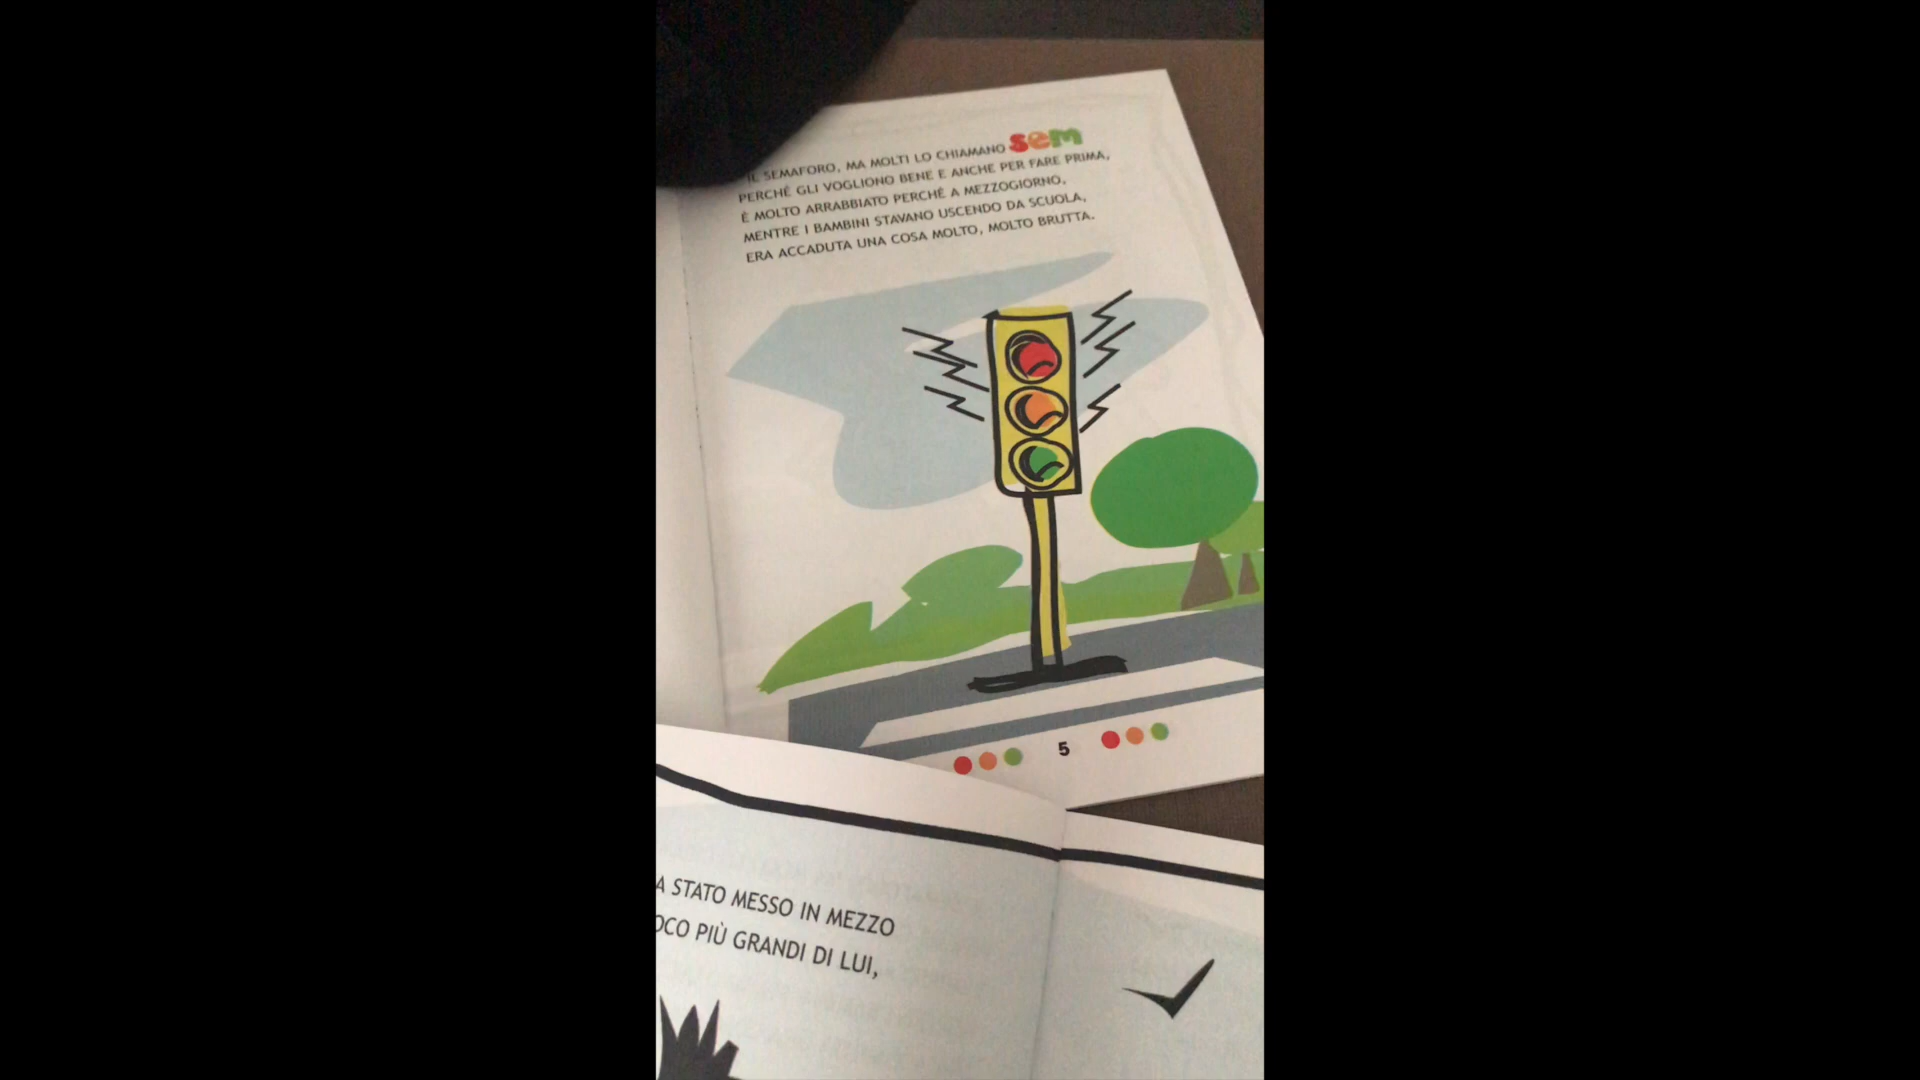 IL SEMAFORO, MA MOLTI LO CHIAMANO sem
PERCHÉ GLI VOGLIONO BENE E ANCHE PER FARE PRIMA,
È MOLTO ARRABBIATO PERCHÉ A MEZZOGIORNO,
MENTRE I BAMBINI STAVANO USCENDO DA SCUOLA,
ERA ACCADUTA UNA COSA MOLTO, MOLTO BRUTTA.
5
A STATO MESSO IN MEZZO
OCO PIÙ GRANDI DI LUI,